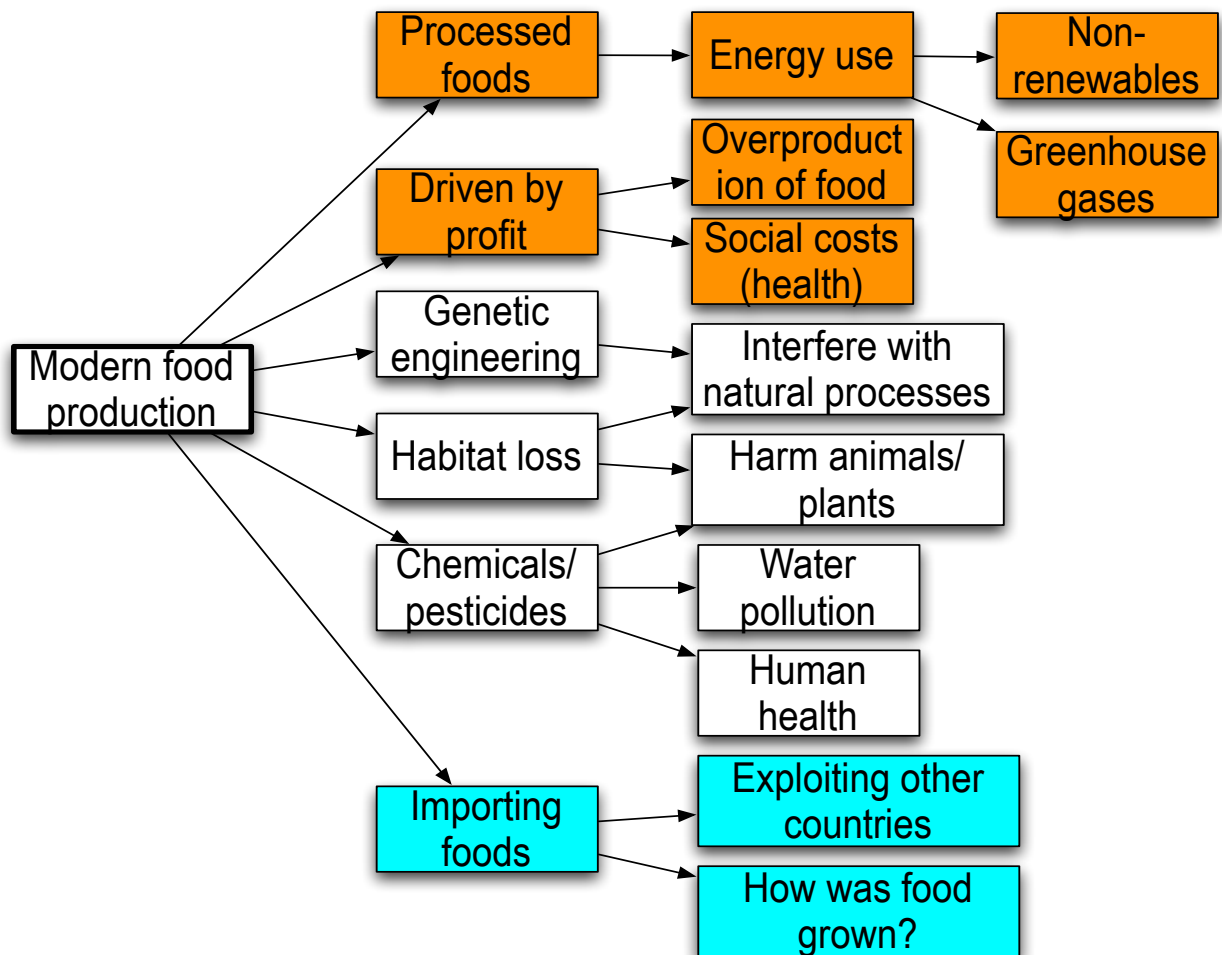 Processed
foods
Energy use
Non-
renewables
Greenhouse
gases
Driven by
profit
Overproduct
ion of food
Social costs
(health)
Modern food
production
Genetic
engineering
Interfere with
natural processes
Habitat loss
Harm animals/
plants
Chemicals/
pesticides
Water
pollution
Human
health
Importing
foods
Exploiting other
countries
How was food
grown?